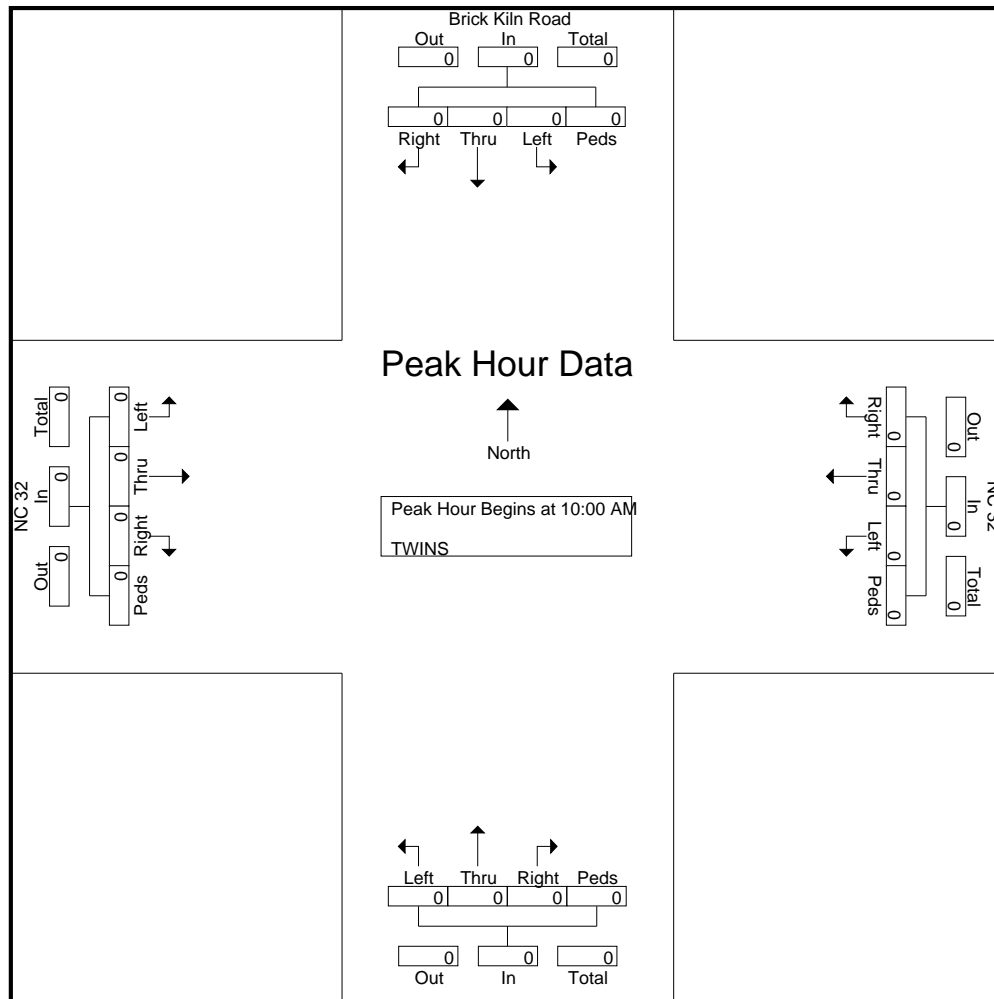 Brick Kiln Road
Out In Total
0 0 0
0 0 0 0
Right Thru Left Peds
Peak Hour Data
North
Peak Hour Begins at 10:00 AM
TWINS
NC 32
Total In Out
0 0 0
0 0 0 0
Left Thru Right Peds
Right Thru Left Peds
0 0 0 0
0 0 0
Out In Total
NC 32
Left Thru Right Peds
0 0 0 0
0 0 0
Out In Total